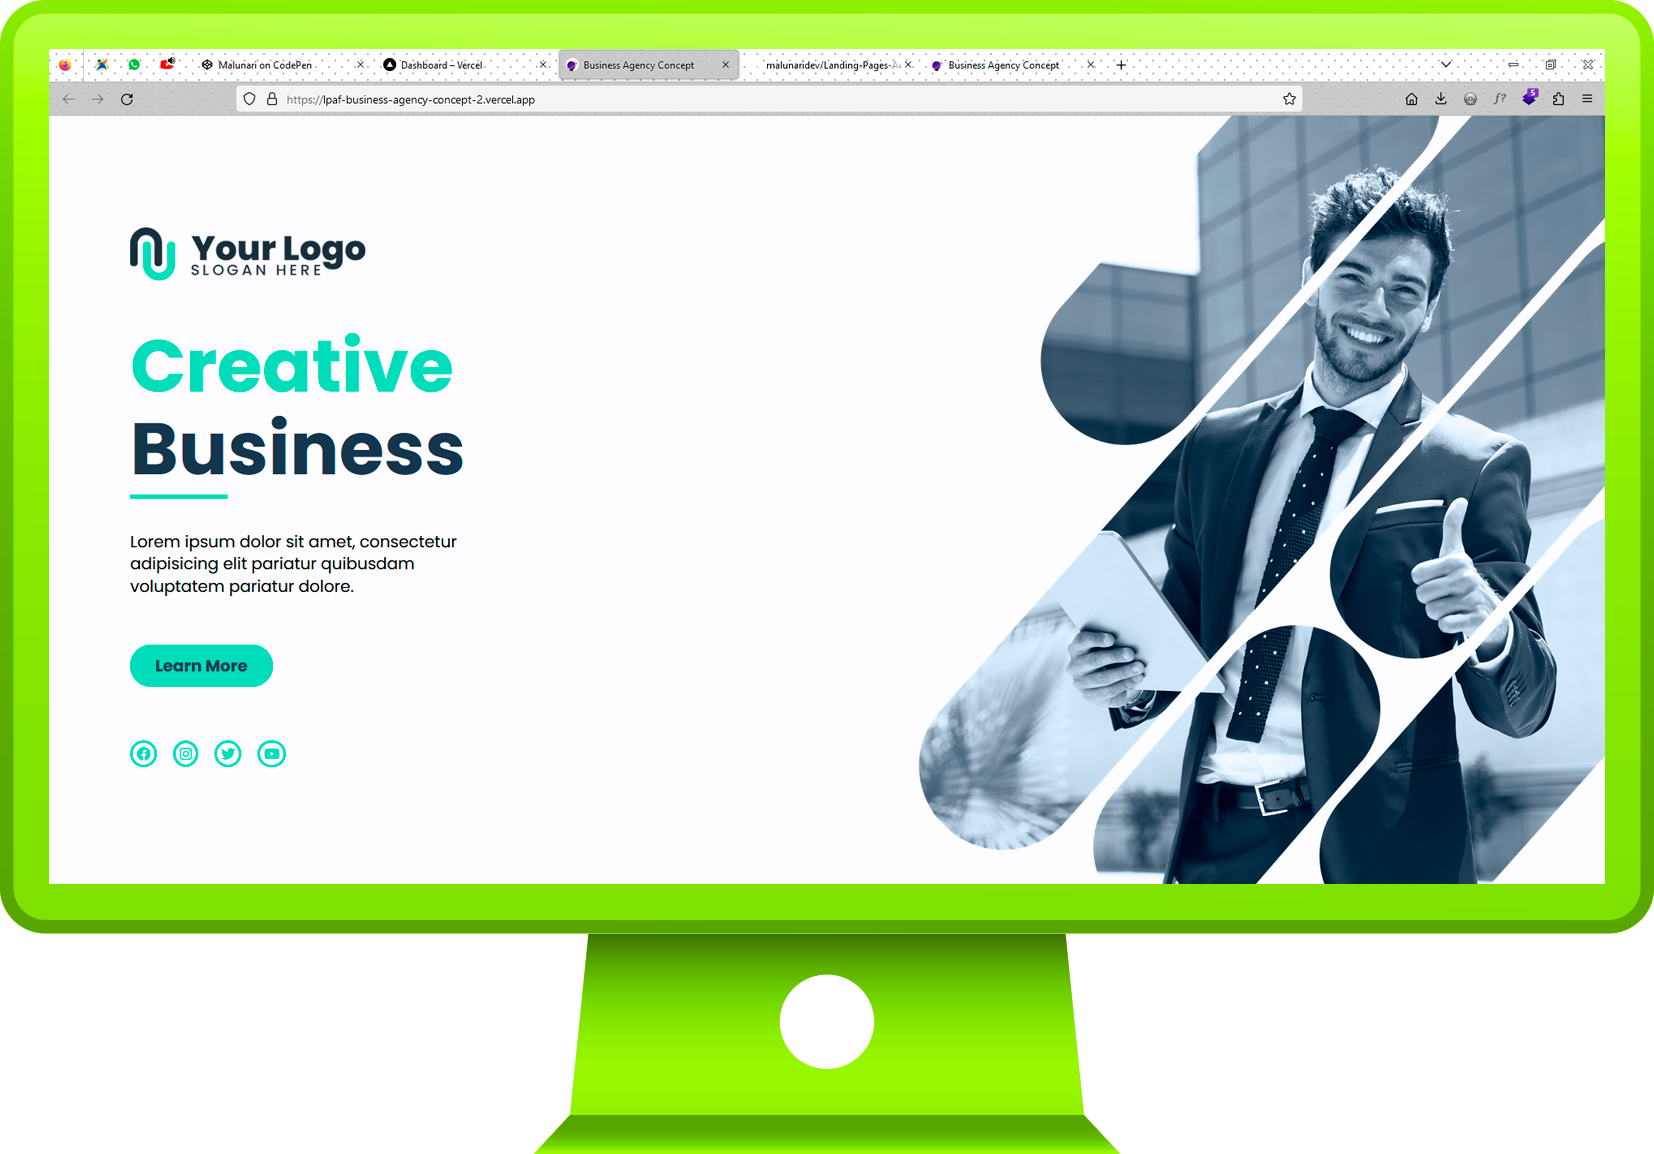 Malunari on CodePen
Dashboard – Vercel
Business Agency Concept
malunaridev/Landing-Pages-A
Business Agency Concept
https://lpaf-business-agency-concept-2.vercel.app
f?
5
Your Logo
SLOGAN HERE
Creative
Business
Lorem ipsum dolor sit amet, consectetur
adipisicing elit pariatur quibusdam
voluptatem pariatur dolore.
Learn More